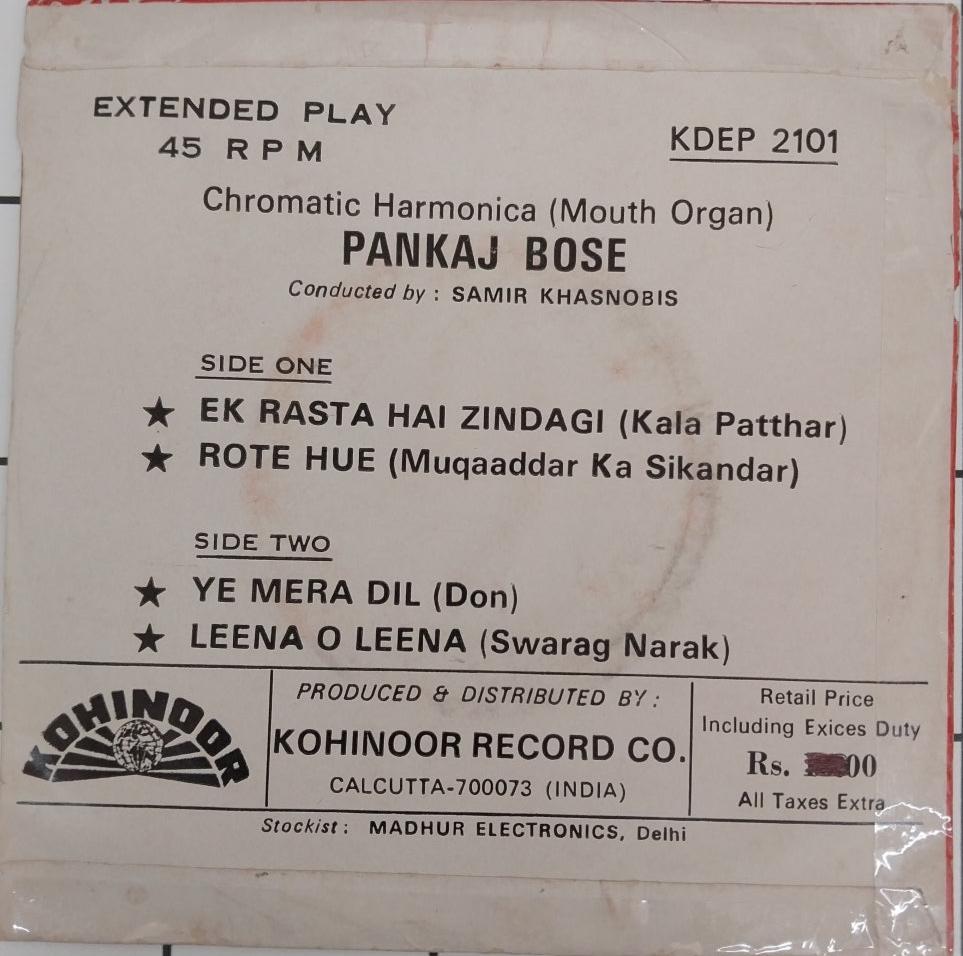 EXTENDED PLAY
45 RPM
KDEP 2101
Chromatic Harmonica (Mouth Organ)
PANKAJ BOSE
Conducted by : SAMIR KHASNOBIS
SIDE ONE
★ EK RASTA HAI ZINDAGI (Kala Patthar)
★ ROTE HUE (Muqaaddar Ka Sikandar)
SIDE TWO
★ YE MERA DIL (Don)
★ LEENA O LEENA (Swarag Narak)
KOHINOOR
PRODUCED & DISTRIBUTED BY :
KOHINOOR RECORD CO.
CALCUTTA-700073 (INDIA)
Retail Price
Including Exices Duty
Rs. 00
All Taxes Extra
Stockist : MADHUR ELECTRONICS, Delhi